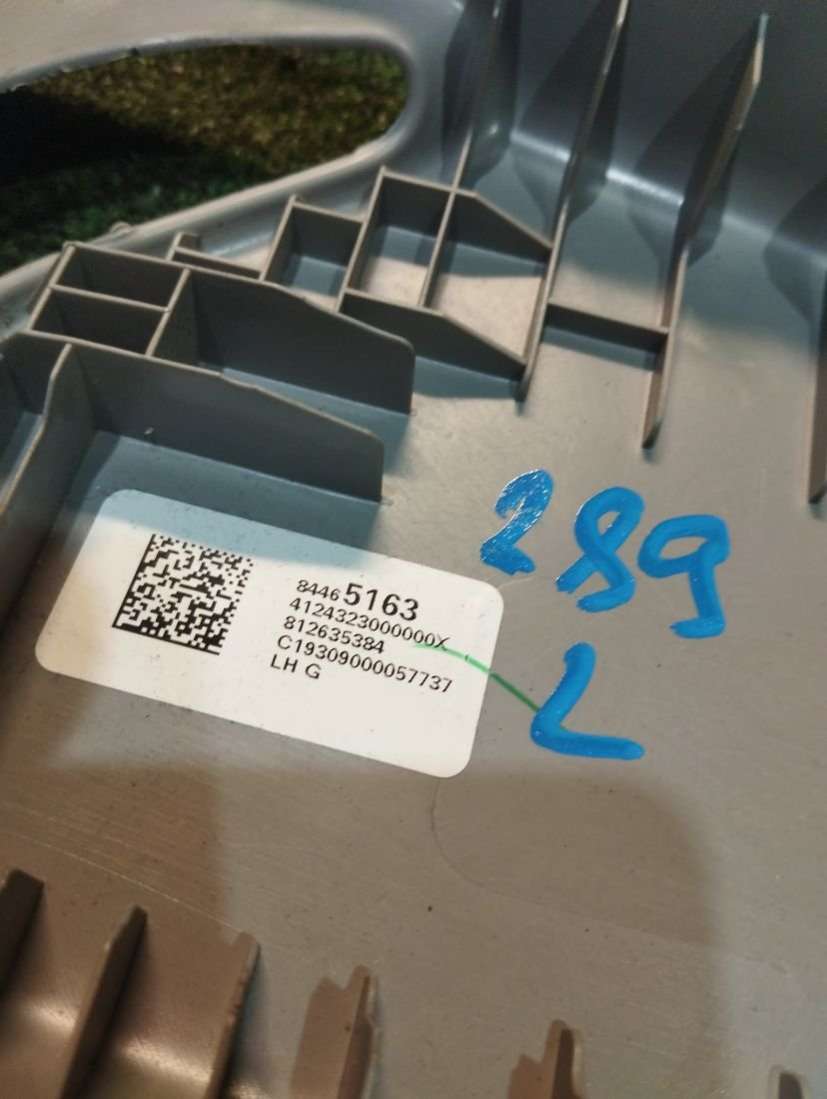 84465163
4124323000000X
812635384
C19309000057737
LH G
289
L